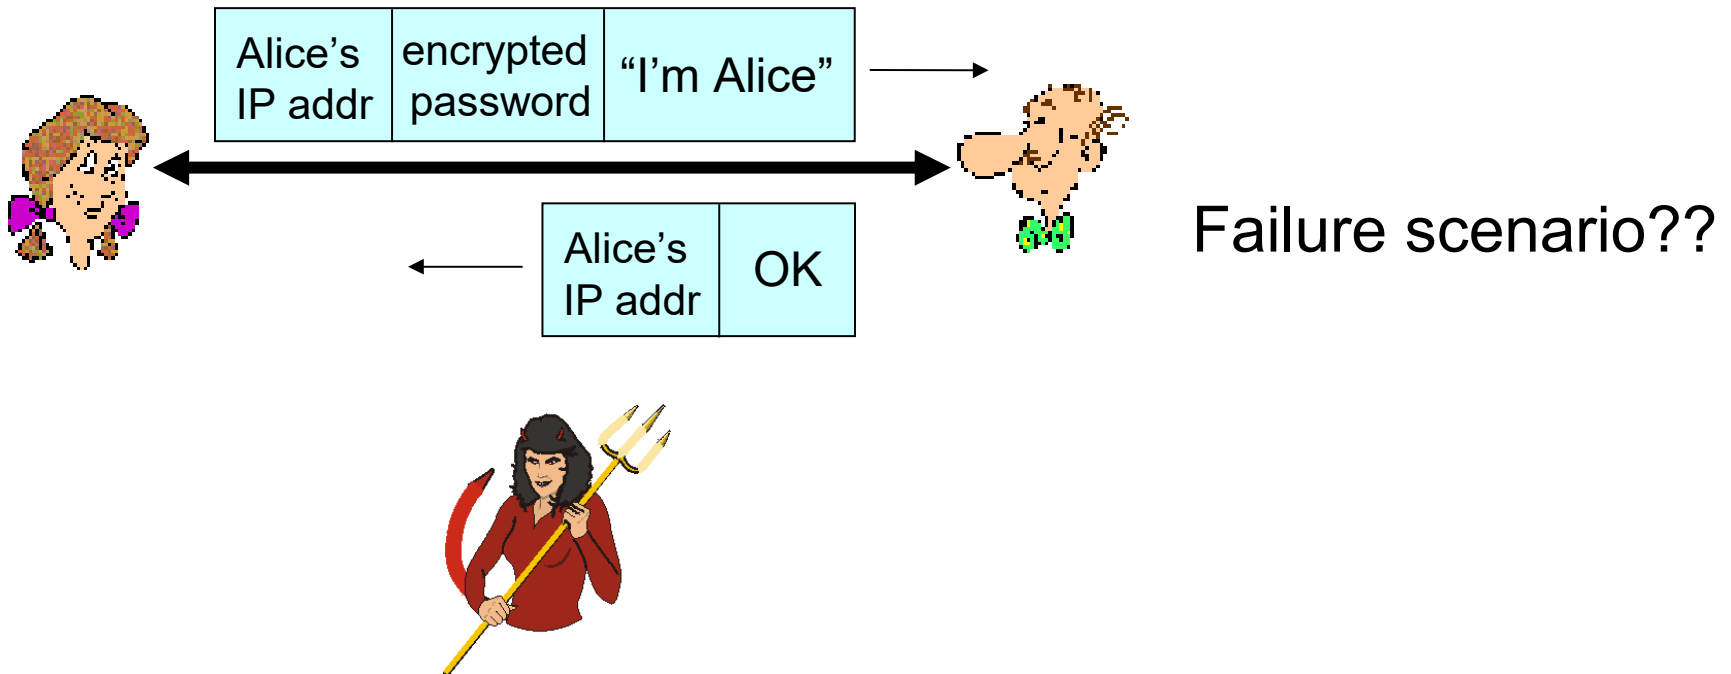 Alice’s
IP addr
encrypted
password
“I’m Alice”
Alice’s
IP addr
OK
Failure scenario??